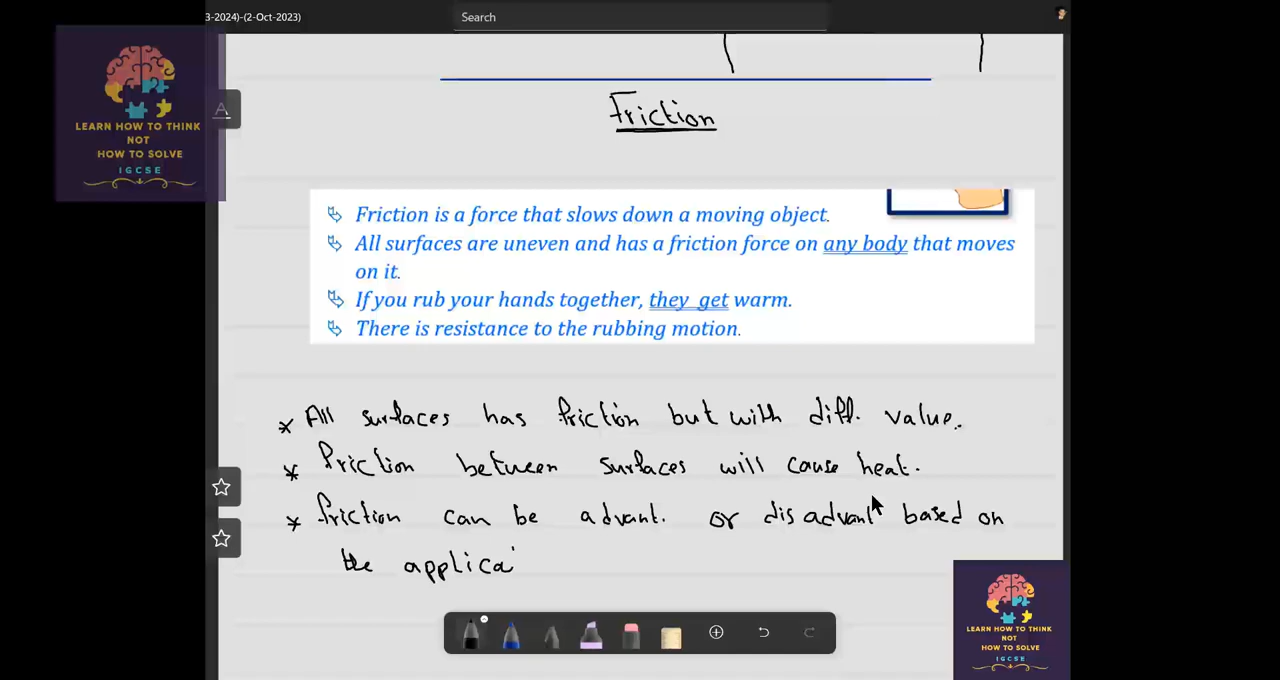 3-2024)-(2-Oct-2023)
Search
LEARN HOW TO THINK
NOT
HOW TO SOLVE
IGCSE
A
Friction
Friction is a force that slows down a moving object.
All surfaces are uneven and has a friction force on any body that moves
on it.
If you rub your hands together, they get warm.
There is resistance to the rubbing motion.
* All surfaces has friction but with diff. value.
* Friction between surfaces will cause heat.
* Friction can be advant. or disadvant based on
the applica
LEARN HOW TO THINK
NOT
HOW TO SOLVE
IGCSE